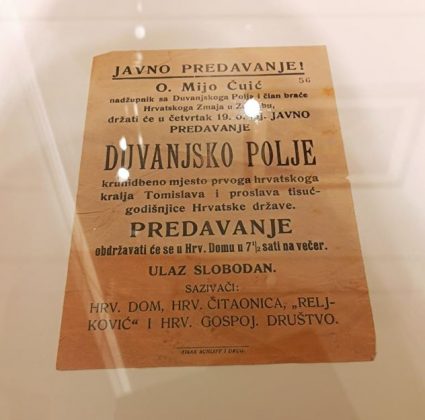 JAVNO PREDAVANJE!
56
O. Mijo Čuić
nadžupnik sa Duvanjskoga Polja i član braće
Hrvatskoga Zmaja u Zagrebu,
držati će u četvrtak 19. o. mj. JAVNO
PREDAVANJE
DUVANJSKO POLJE
krunidbeno mjesto prvoga hrvatskoga
kralja Tomislava i proslava tisuć-
godišnjice Hrvatske države.
PREDAVANJE
obdržavati će se u Hrv. Domu u 7½ sati na večer.
ULAZ SLOBODAN.
SAZIVAČI:
HRV. DOM, HRV. ČITAONICA, „RELJ-
KOVIĆ“ I HRV. GOSPOJ. DRUŠTVO.